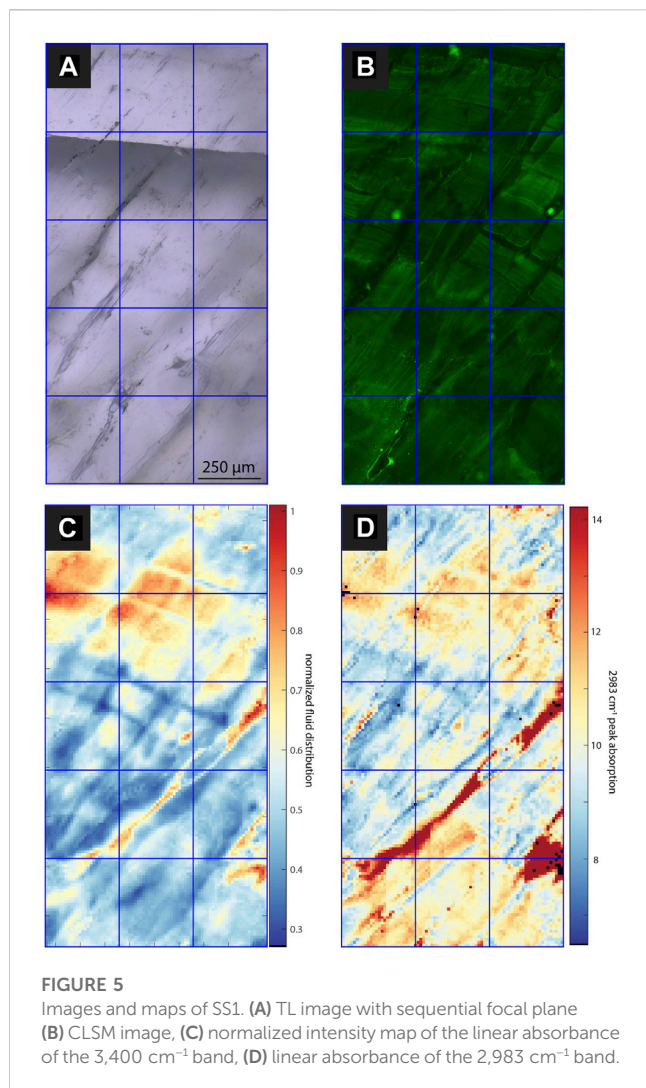 A
B
250 µm
C
D
1
0.9
0.8
0.7
0.6
0.5
0.4
0.3
normalized fluid distribution
14
12
10
8
2983 cm⁻¹ peak absorption
FIGURE 5
Images and maps of SS1. (A) TL image with sequential focal plane
(B) CLSM image, (C) normalized intensity map of the linear absorbance
of the 3,400 cm⁻¹ band, (D) linear absorbance of the 2,983 cm⁻¹ band.